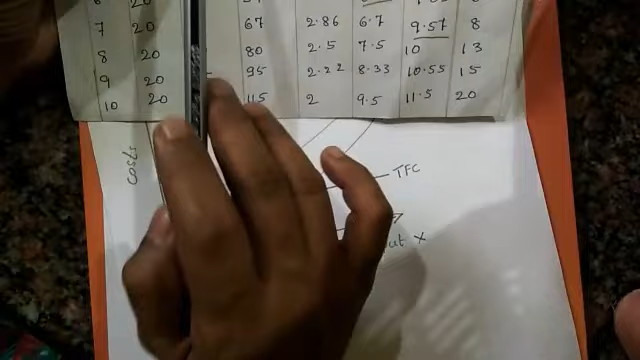 7 20 67 2.86 6.7 9.57 8
8 20 80 2.5 7.5 10 13
9 20 95 2.22 8.33 10.55 15
10 20 115 2 9.5 11.5 20
costs
TFC
x